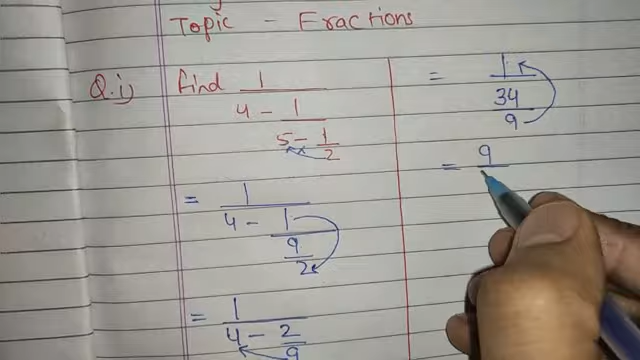 Topic - Fractions
Q.1) find 1
4 - 1
5 - 1
2
= 1
4 - 1
9
2
= 1
4 - 2
9
= 1
34
9
= 9